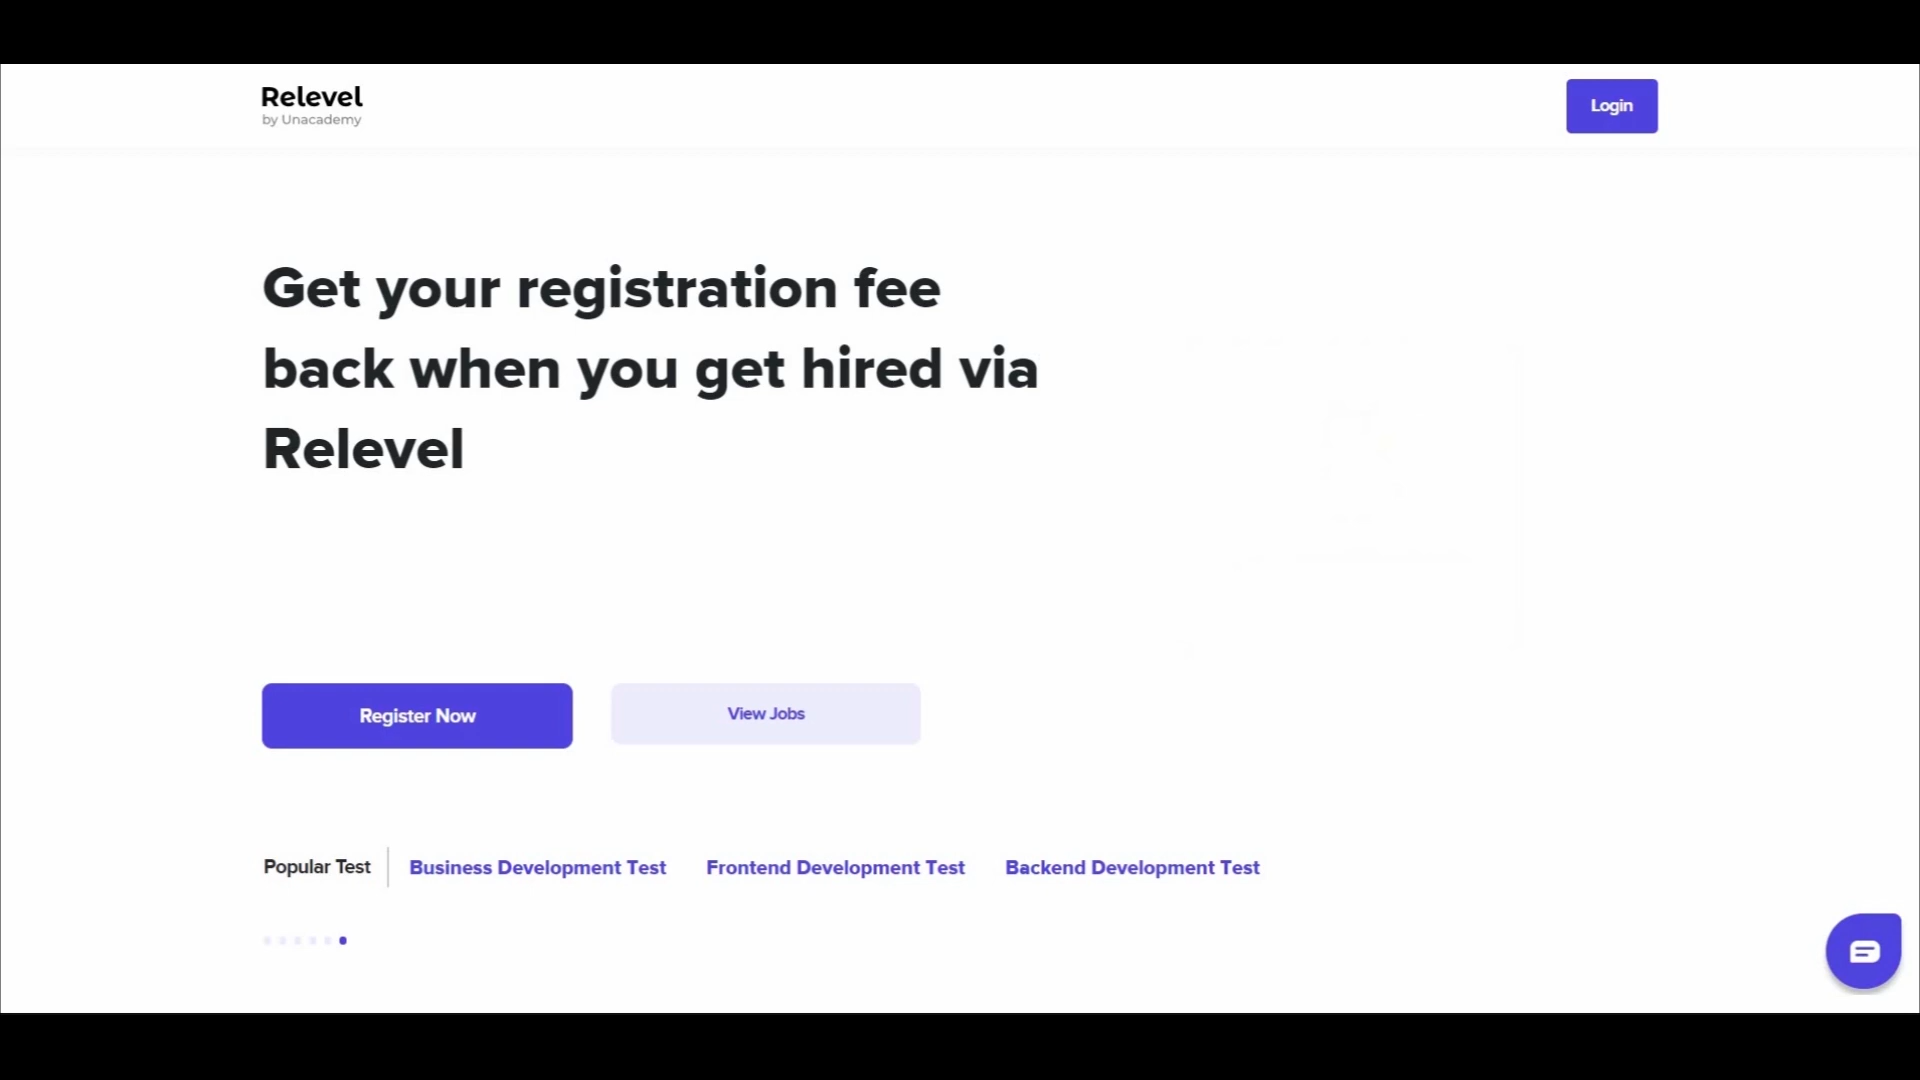 Relevel
by Unacademy
Login
Get your registration fee
back when you get hired via
Relevel
Register Now
View Jobs
Popular Test
Business Development Test
Frontend Development Test
Backend Development Test